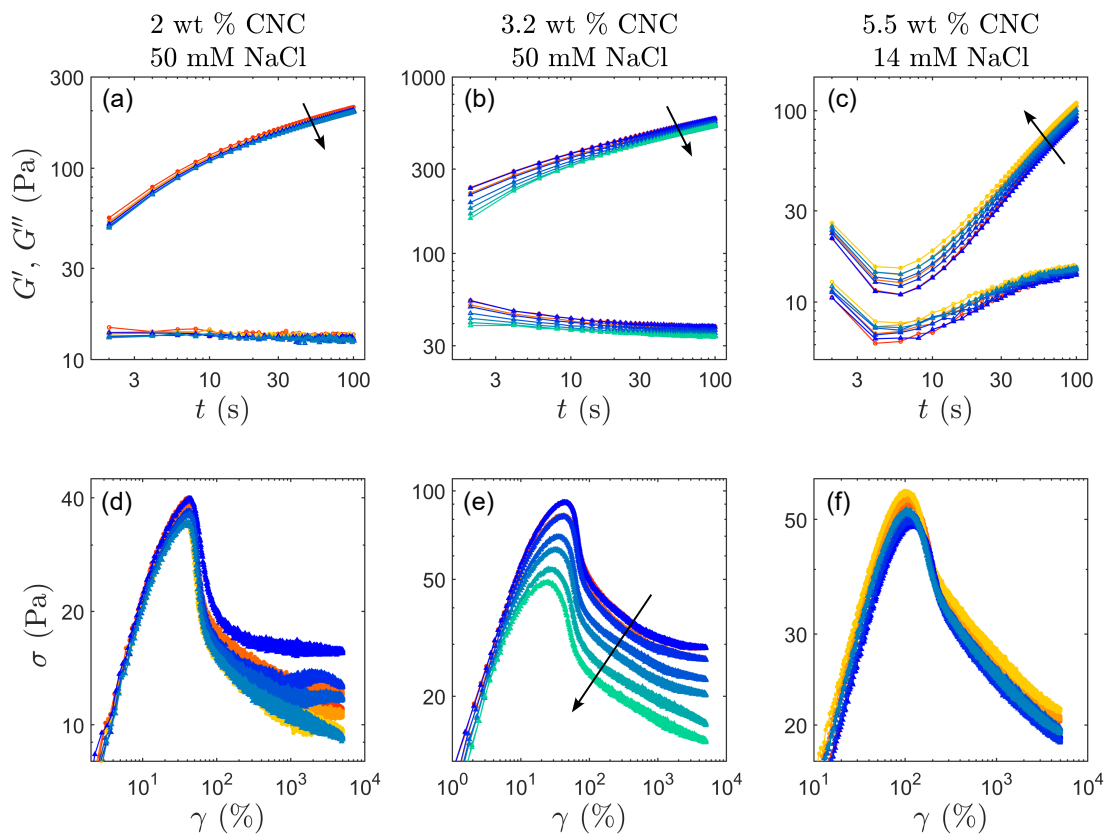 2 wt % CNC
50 mM NaCl
3.2 wt % CNC
50 mM NaCl
5.5 wt % CNC
14 mM NaCl
(a)
300
100
30
10
G′, G″ (Pa)
3 10 30 100
t (s)
(b)
1000
300
100
30
3 10 30 100
t (s)
(c)
100
30
10
3 10 30 100
t (s)
(d)
40
20
10
σ (Pa)
10¹ 10² 10³ 10⁴
γ (%)
(e)
100
50
20
10⁰ 10¹ 10² 10³ 10⁴
γ (%)
(f)
50
30
20
10¹ 10² 10³ 10⁴
γ (%)